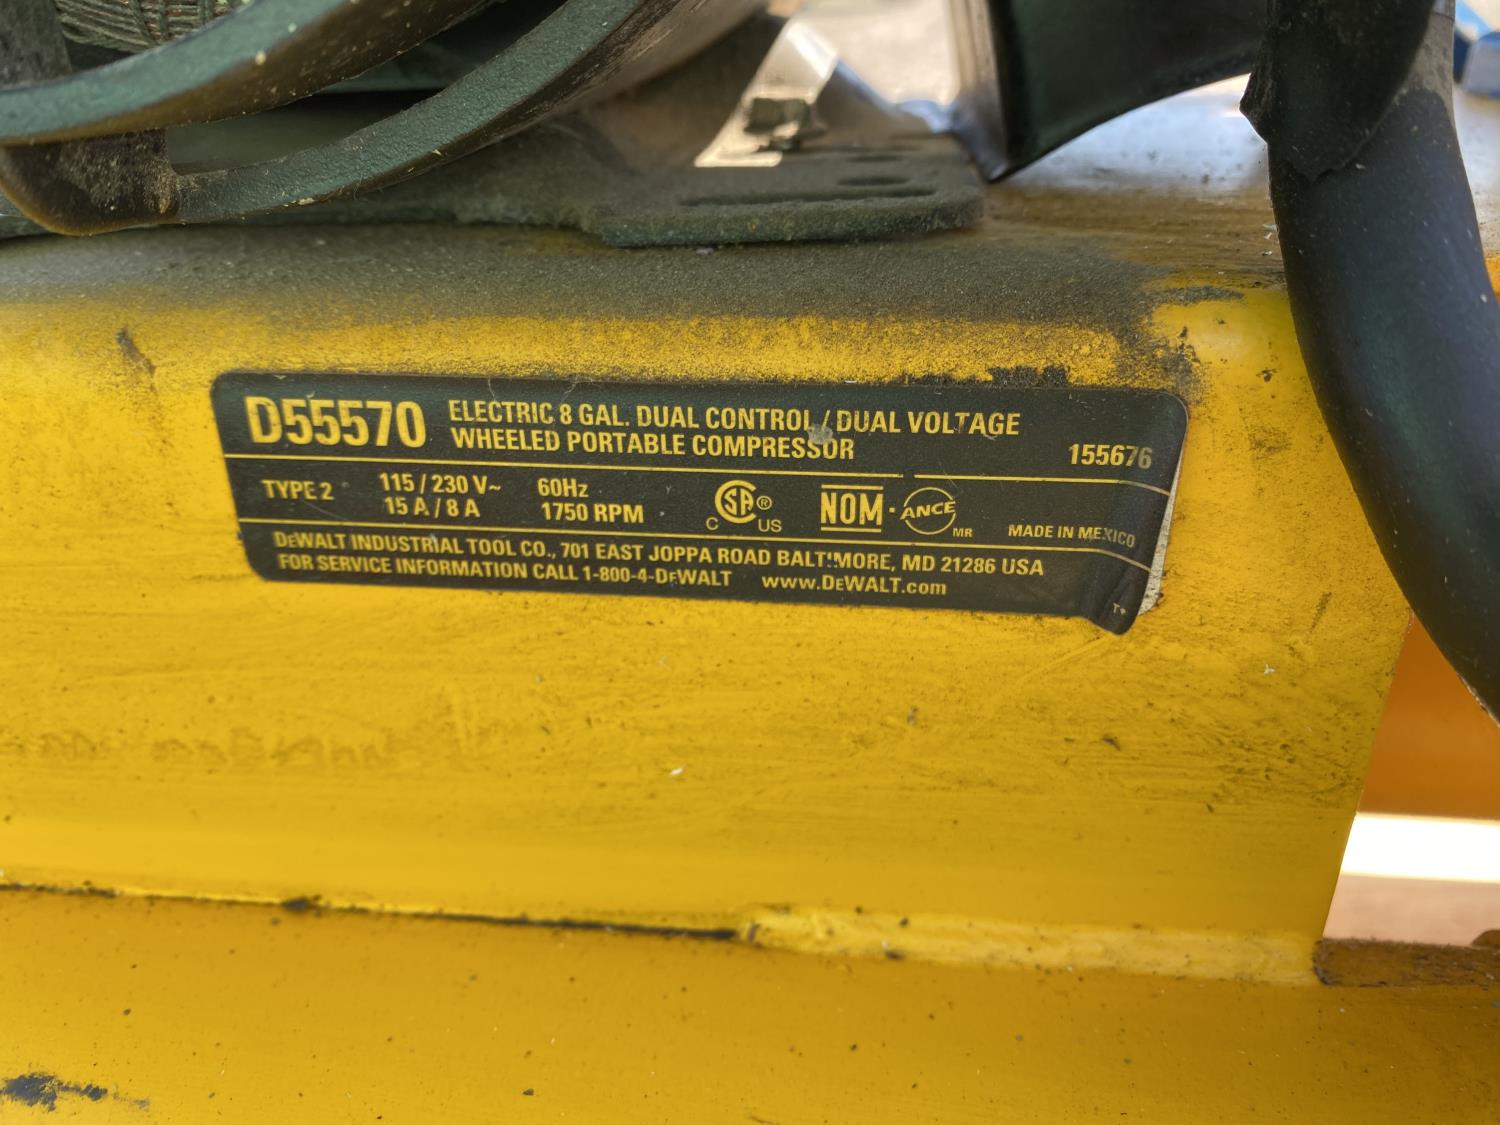 D55570
ELECTRIC 8 GAL. DUAL CONTROL / DUAL VOLTAGE
WHEELED PORTABLE COMPRESSOR
155676
TYPE 2
115 / 230 V~
15 A / 8 A
60Hz
1750 RPM
C SA ® US
NOM · ANCE MR
MADE IN MEXICO
DEWALT INDUSTRIAL TOOL CO., 701 EAST JOPPA ROAD BALTIMORE, MD 21286 USA
FOR SERVICE INFORMATION CALL 1-800-4-DEWALT www.DEWALT.com